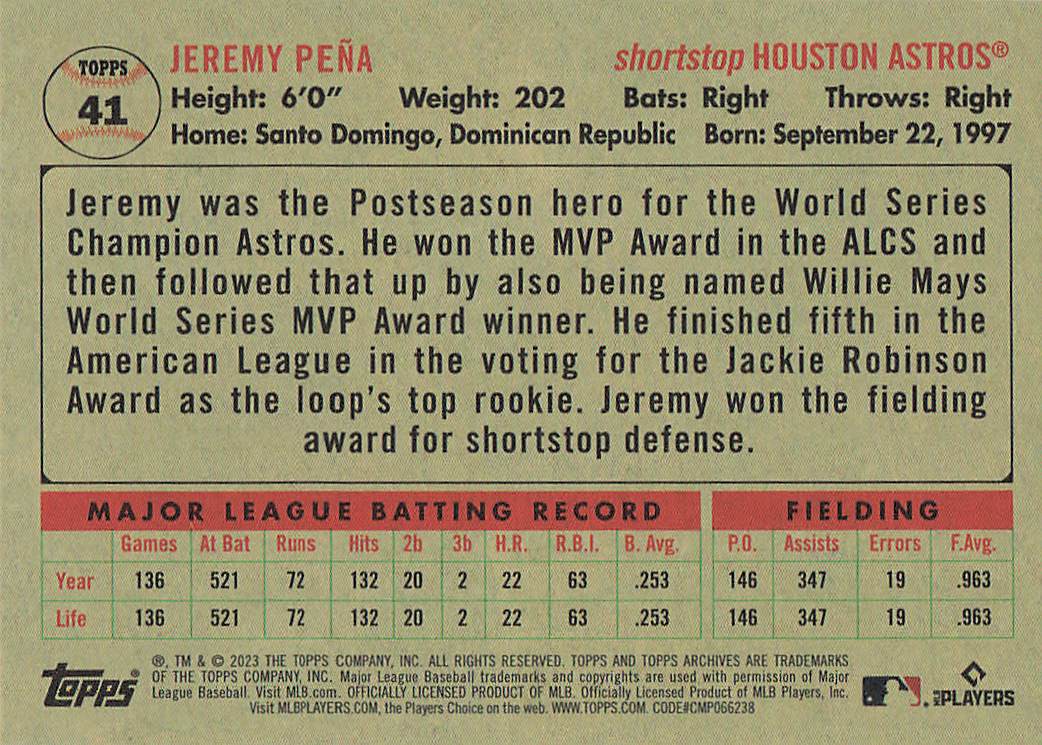 TOPPS
41
JEREMY PEÑA
shortstop HOUSTON ASTROS®
Height: 6'0" Weight: 202 Bats: Right Throws: Right
Home: Santo Domingo, Dominican Republic Born: September 22, 1997
Jeremy was the Postseason hero for the World Series
Champion Astros. He won the MVP Award in the ALCS and
then followed that up by also being named Willie Mays
World Series MVP Award winner. He finished fifth in the
American League in the voting for the Jackie Robinson
Award as the loop's top rookie. Jeremy won the fielding
award for shortstop defense.
MAJOR LEAGUE BATTING RECORD FIELDING
Games At Bat Runs Hits 2b 3b H.R. R.B.I. B. Avg. P.O. Assists Errors F.Avg.
Year 136 521 72 132 20 2 22 63 .253 146 347 19 .963
Life 136 521 72 132 20 2 22 63 .253 146 347 19 .963
topps®
®, TM & © 2023 THE TOPPS COMPANY, INC. ALL RIGHTS RESERVED. TOPPS AND TOPPS ARCHIVES ARE TRADEMARKS
OF THE TOPPS COMPANY, INC. Major League Baseball trademarks and copyrights are used with permission of Major
League Baseball. Visit MLB.com. OFFICIALLY LICENSED PRODUCT OF MLB. Officially Licensed Product of MLB Players, Inc.
Visit MLBPLAYERS.COM, the Players Choice on the web. WWW.TOPPS.COM. CODE#CMP066238
MLB PLAYERS